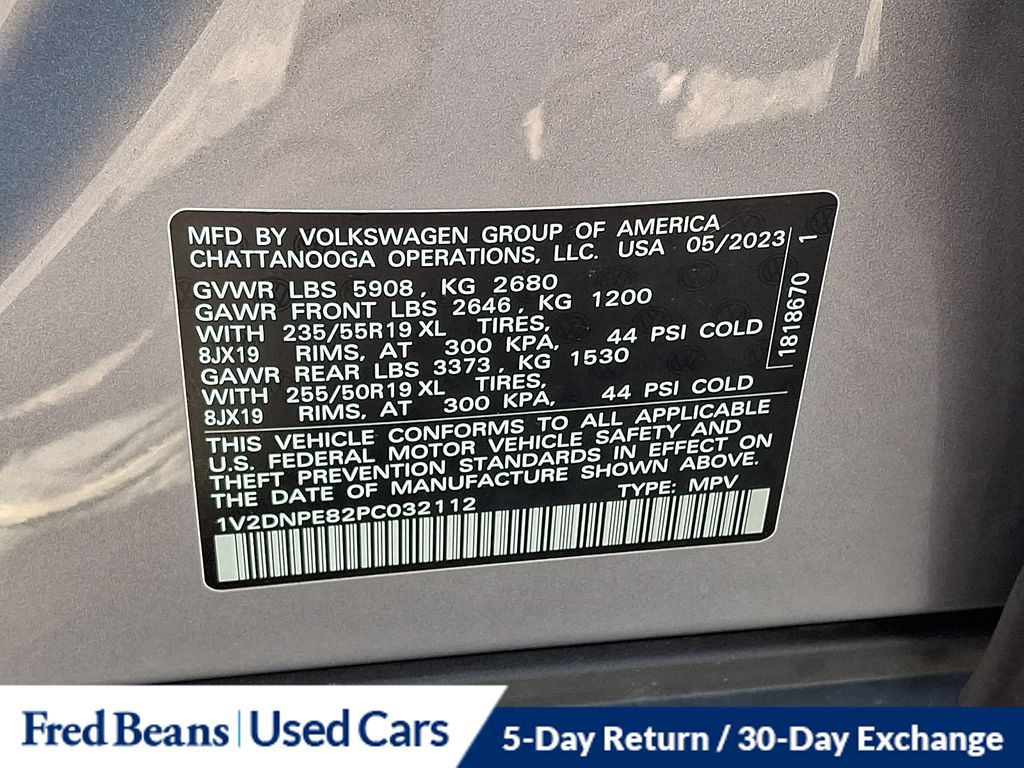 MFD BY VOLKSWAGEN GROUP OF AMERICA
CHATTANOOGA OPERATIONS, LLC. USA 05/2023
GVWR LBS 5908, KG 2680
GAWR FRONT LBS 2646, KG 1200
WITH 235/55R19 XL TIRES,
8JX19 RIMS, AT 300 KPA, 44 PSI COLD
GAWR REAR LBS 3373, KG 1530
WITH 255/50R19 XL TIRES,
8JX19 RIMS, AT 300 KPA, 44 PSI COLD
THIS VEHICLE CONFORMS TO ALL APPLICABLE
U.S. FEDERAL MOTOR VEHICLE SAFETY AND
THEFT PREVENTION STANDARDS IN EFFECT ON
THE DATE OF MANUFACTURE SHOWN ABOVE.
1V2DNPE82PC032112 TYPE: MPV
1818670 1
Fred Beans | Used Cars
5-Day Return / 30-Day Exchange